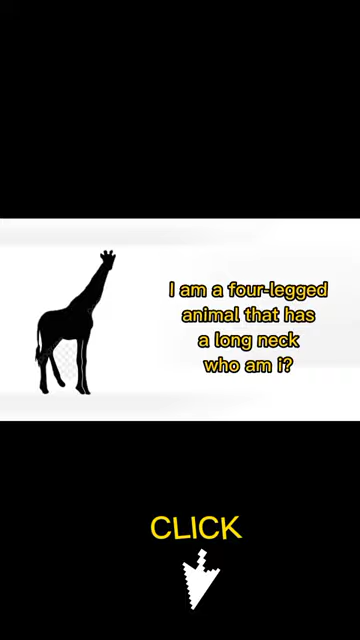 I am a four-legged
animal that has
a long neck
who am i?
CLICK